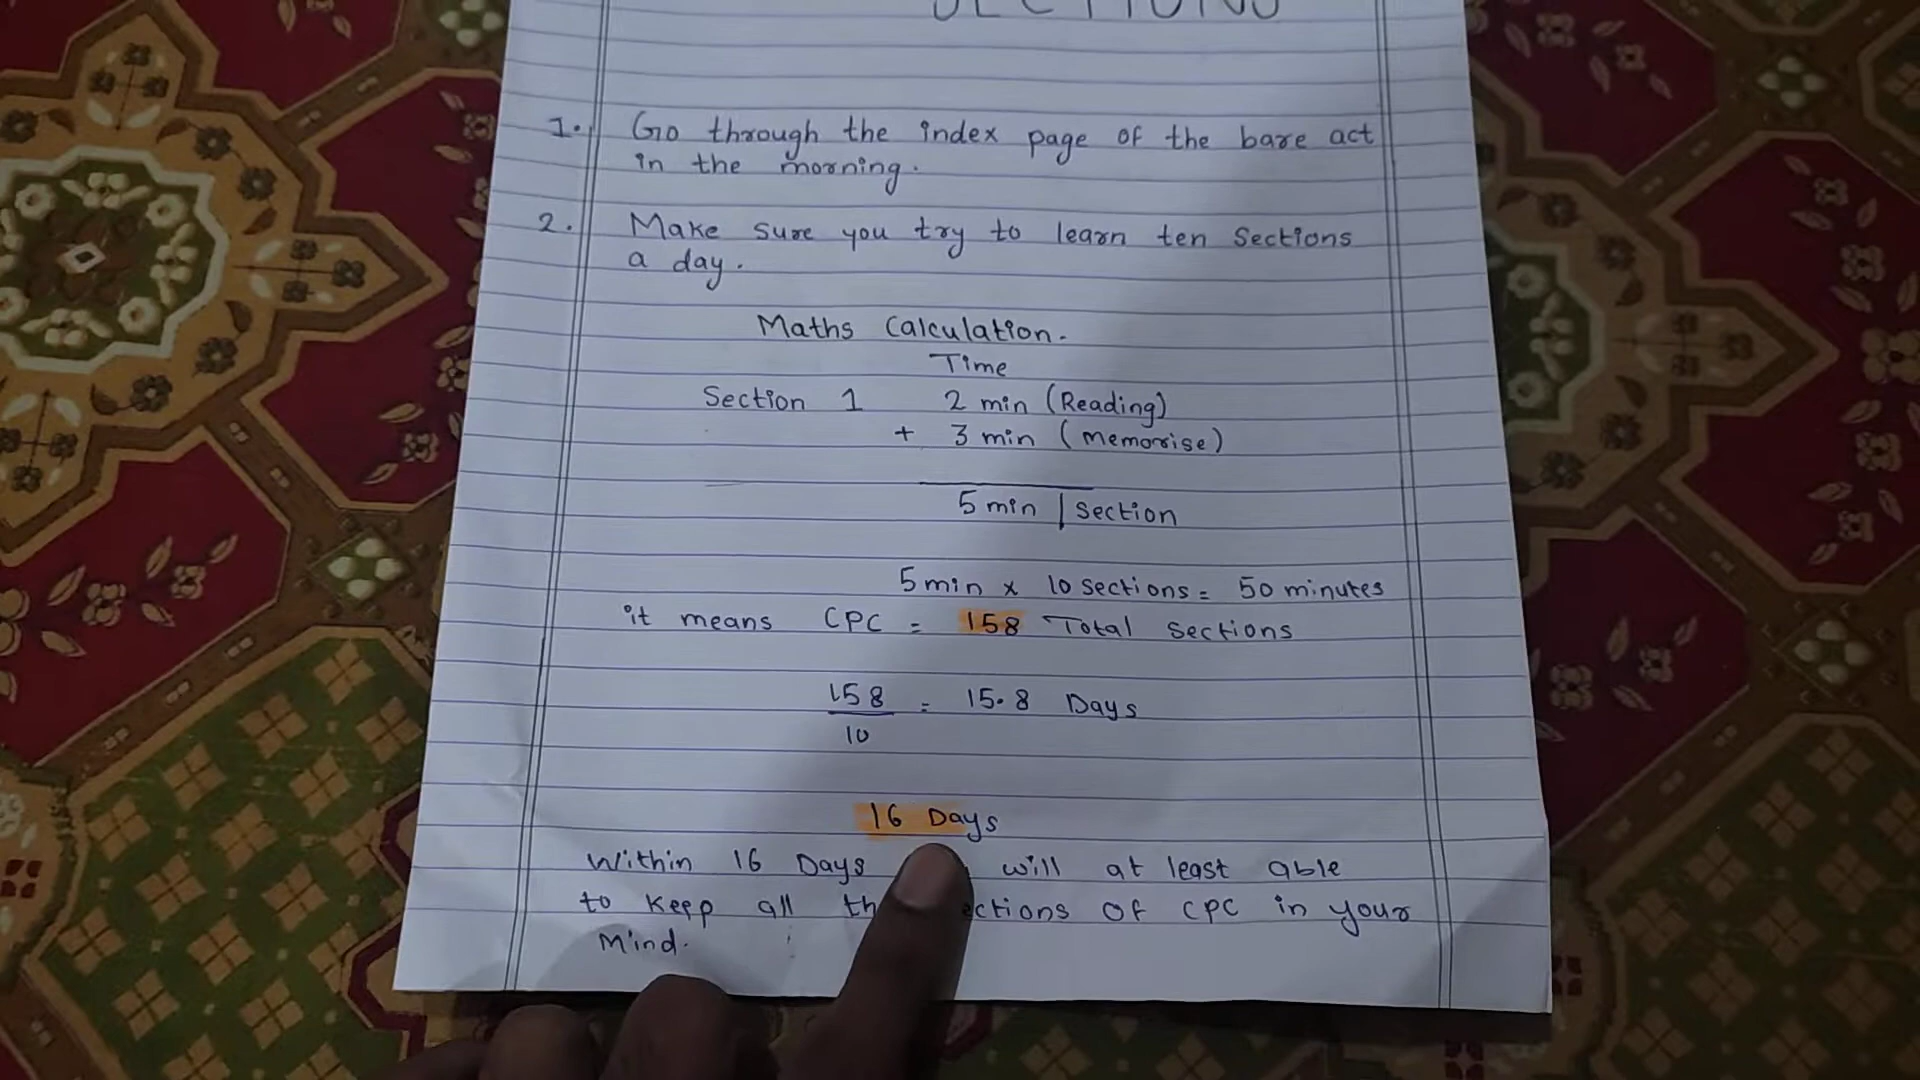 SECTIONS
1. Go through the index page of the bare act
in the morning.
2. Make sure you try to learn ten sections
a day.
Maths Calculation.
Time
Section 1 2 min (Reading)
+ 3 min (memorise)
5 min / section
5 min x 10 sections = 50 minutes
it means CPC = 158 Total Sections
158 = 15.8 Days
10
16 Days
Within 16 Days will at least able
to keep all ections of CPC in your
Mind.